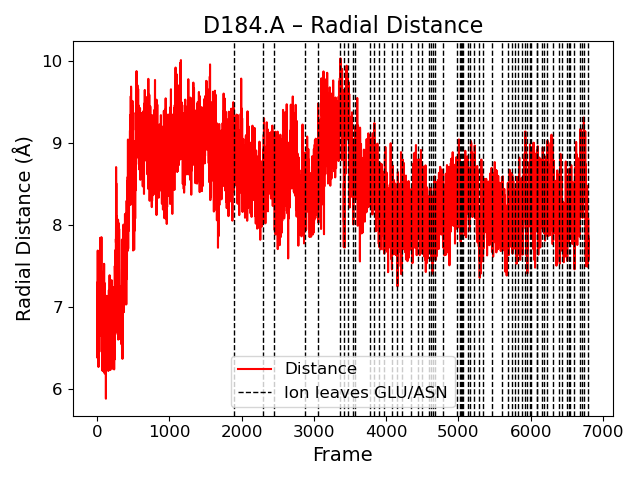 D184.A – Radial Distance
Radial Distance (Å)
10
9
8
7
6
Distance
Ion leaves GLU/ASN
0 1000 2000 3000 4000 5000 6000 7000
Frame